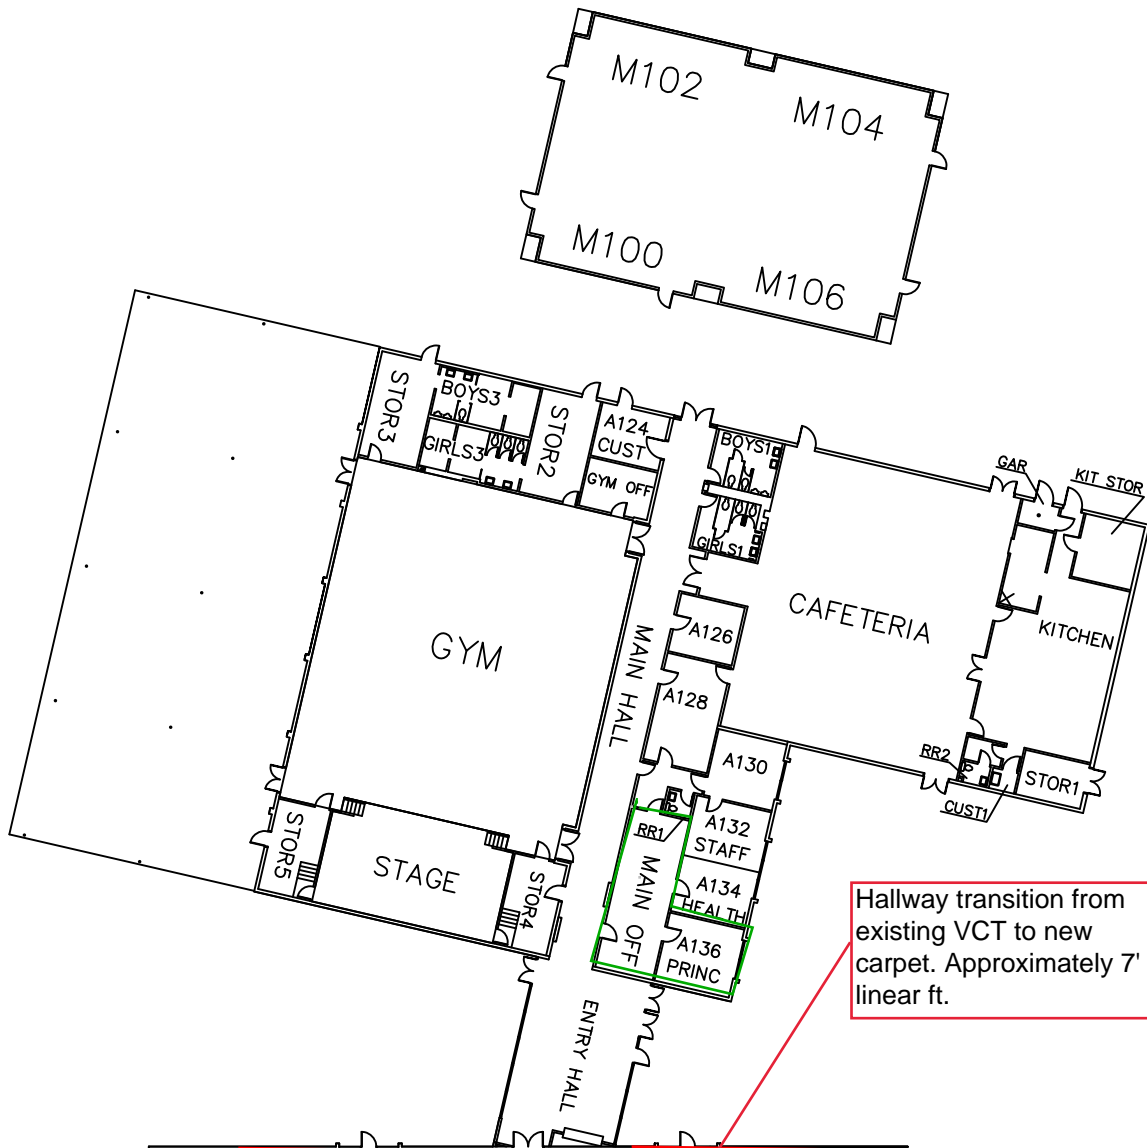 M102
M104
M100
M106
STOR3
BOYS3
GIRLS3
STOR2
A124
CUST
GYM OFF
BOYS1
GIRLS1
GAR
KIT STOR
GYM
MAIN HALL
A126
A128
CAFETERIA
KITCHEN
A130
RR2
CUST1
STOR1
RR1
A132
STAFF
A134
HEALTH
MAIN OFF
A136
PRINC
STOR5
STAGE
STOR4
ENTRY HALL
Hallway transition from
existing VCT to new
carpet. Approximately 7'
linear ft.